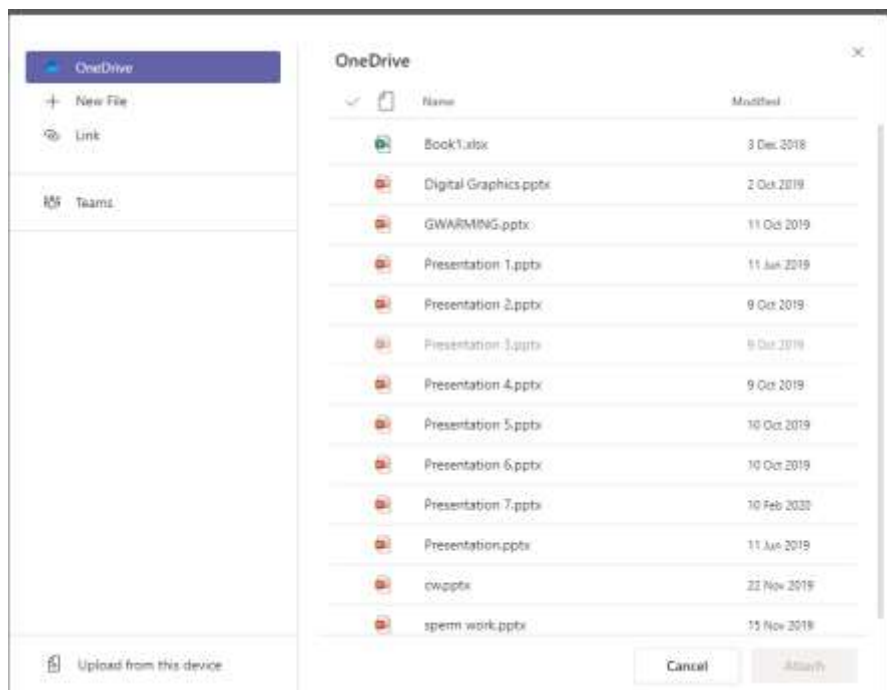 OneDrive
New File
Link
Teams
Upload from this device
OneDrive
Name Modified
Book1.xlsx 3 Dec 2018
Digital Graphics.pptx 2 Oct 2019
GWARMING.pptx 11 Oct 2019
Presentation 1.pptx 11 Jun 2019
Presentation 2.pptx 9 Oct 2019
Presentation 3.pptx 9 Oct 2019
Presentation 4.pptx 9 Oct 2019
Presentation 5.pptx 10 Oct 2019
Presentation 6.pptx 10 Oct 2019
Presentation 7.pptx 10 Feb 2020
Presentation.pptx 11 Jun 2019
cw.pptx 22 Nov 2019
sperm work.pptx 15 Nov 2019
Cancel Attach